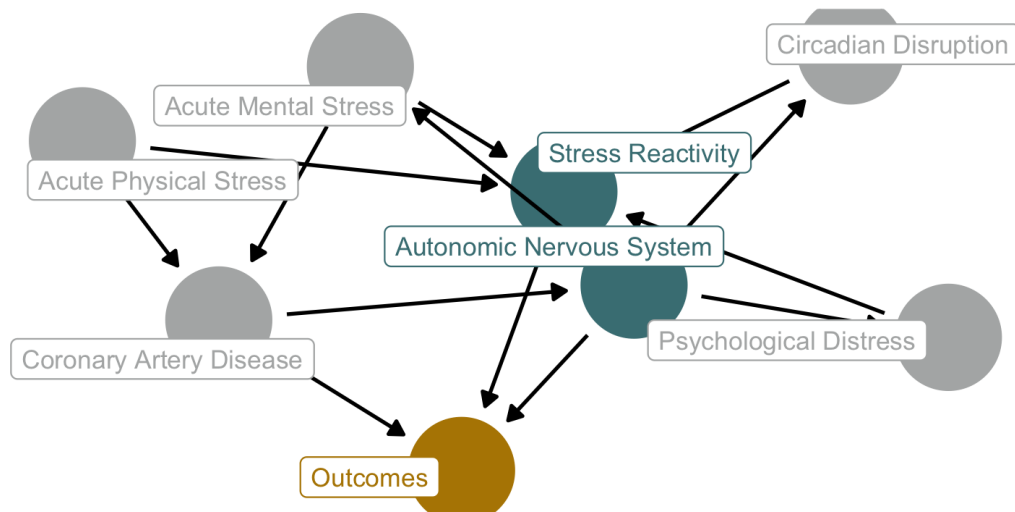 Circadian Disruption
Acute Mental Stress
Stress Reactivity
Acute Physical Stress
Autonomic Nervous System
Psychological Distress
Coronary Artery Disease
Outcomes